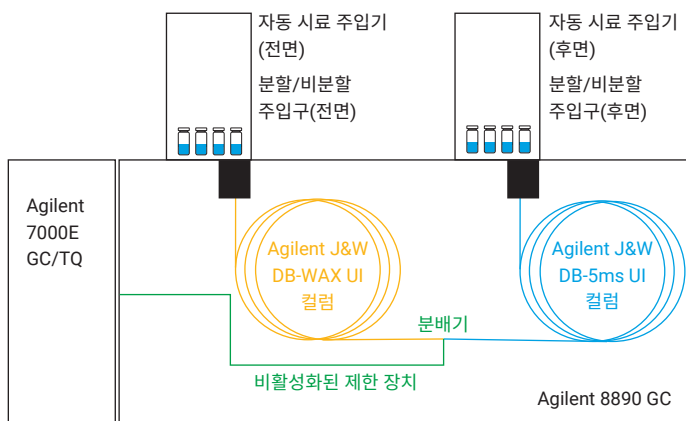 자동 시료 주입기
(전면)
분할/비분할
주입구(전면)
자동 시료 주입기
(후면)
분할/비분할
주입구(후면)
Agilent
7000E
GC/TQ
Agilent J&W
DB-WAX UI
컬럼
Agilent J&W
DB-5ms UI
컬럼
분배기
비활성화된 제한 장치
Agilent 8890 GC